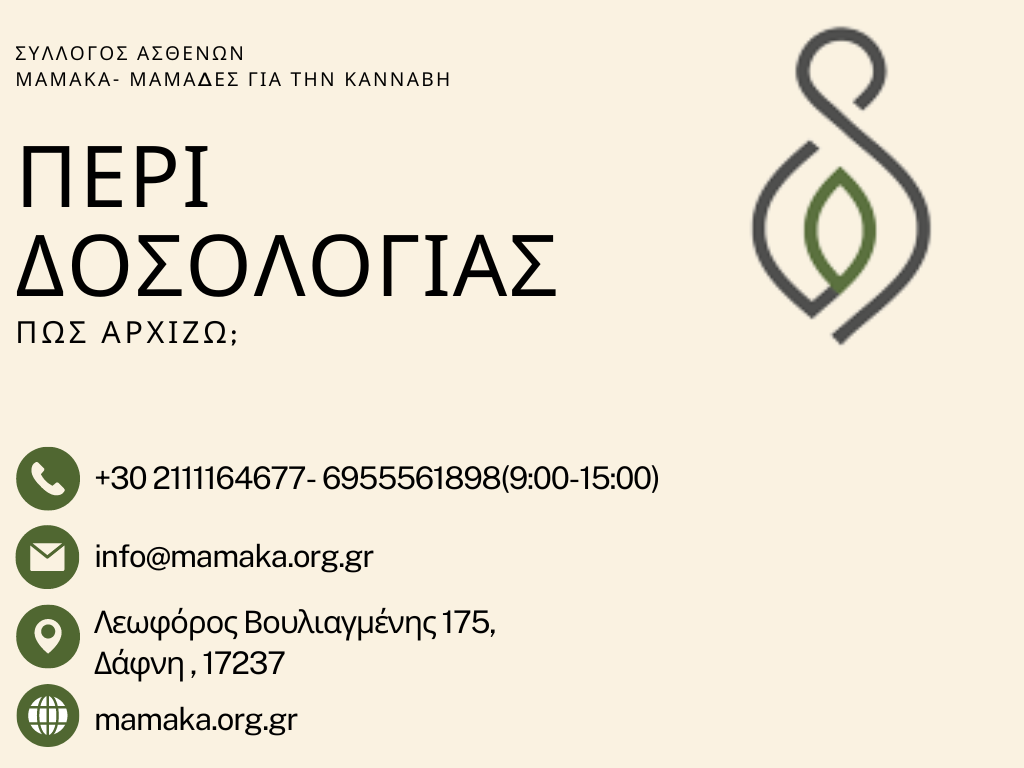 ΣΥΛΛΟΓΟΣ ΑΣΘΕΝΩΝ
ΜΑΜΑΚΑ- ΜΑΜΑΔΕΣ ΓΙΑ ΤΗΝ ΚΑΝΝΑΒΗ
ΠΕΡΙ
ΔΟΣΟΛΟΓΙΑΣ
ΠΩΣ ΑΡΧΙΖΩ;
+30 2111164677- 6955561898(9:00-15:00)
info@mamaka.org.gr
Λεωφόρος Βουλιαγμένης 175,
Δάφνη , 17237
mamaka.org.gr